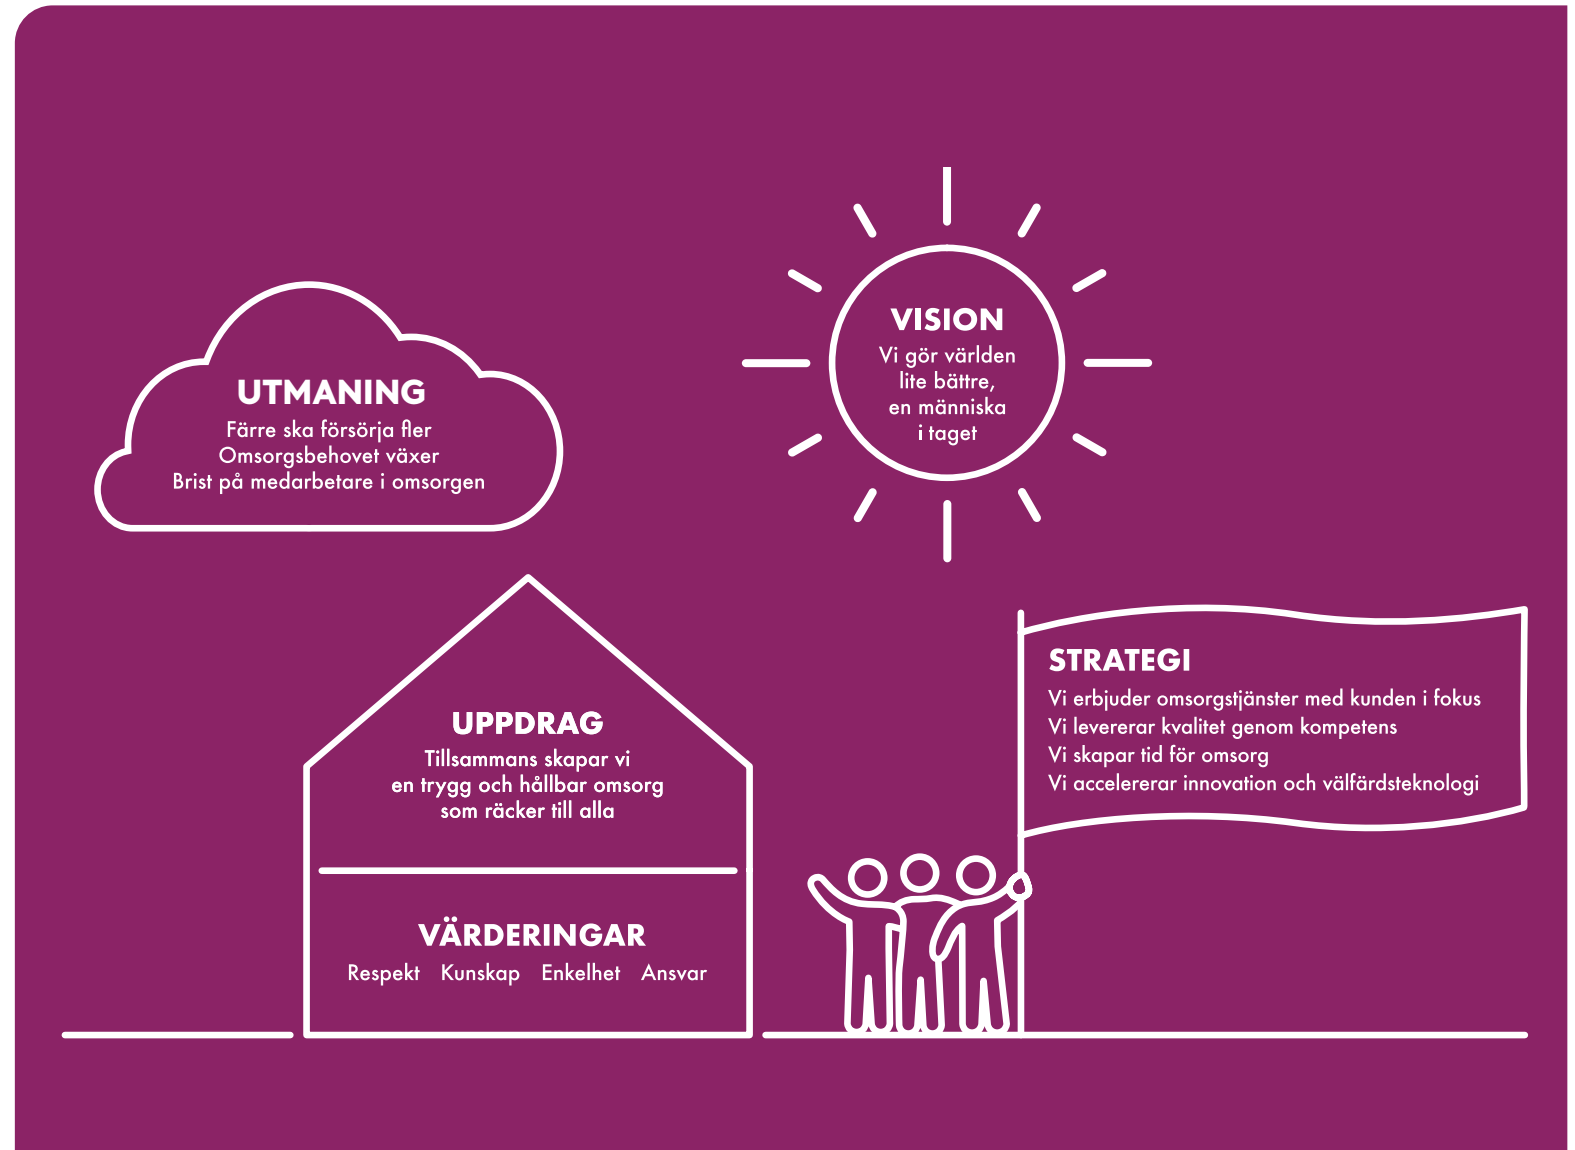 VISION
Vi gör världen
lite bättre,
en människa
i taget
UTMANING
Färre ska försörja fler
Omsorgsbehovet växer
Brist på medarbetare i omsorgen
STRATEGI
Vi erbjuder omsorgstjänster med kunden i fokus
Vi levererar kvalitet genom kompetens
Vi skapar tid för omsorg
Vi accelererar innovation och välfärdsteknologi
UPPDRAG
Tillsammans skapar vi
en trygg och hållbar omsorg
som räcker till alla
VÄRDERINGAR
Respekt Kunskap Enkelhet Ansvar